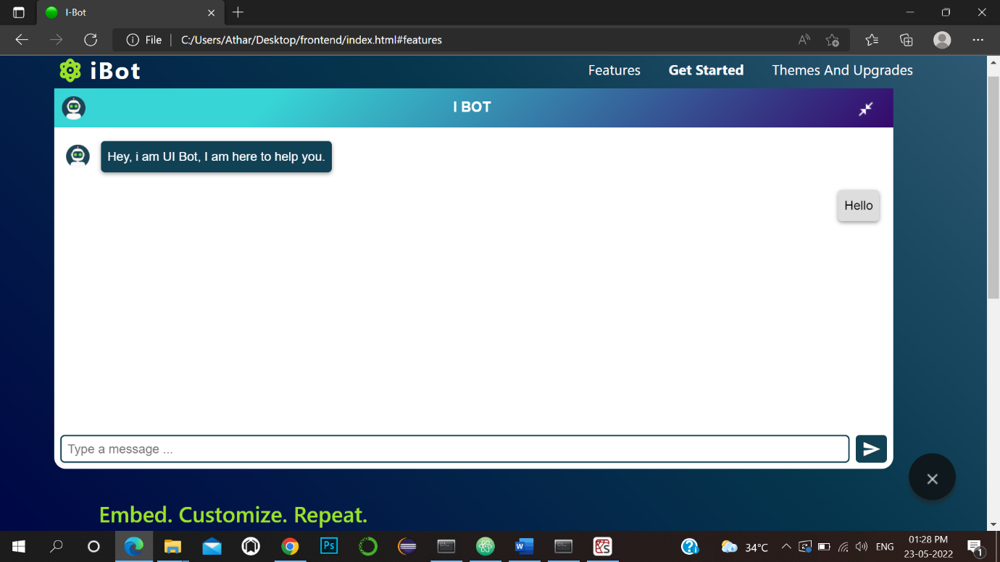 I-Bot
File
C:/Users/Athar/Desktop/frontend/index.html#features
iBot
Features
Get Started
Themes And Upgrades
I BOT
Hey, i am UI Bot, I am here to help you.
Hello
Type a message ...
Embed. Customize. Repeat.
Ps
W
34°C
ENG
01:28 PM
23-05-2022
1